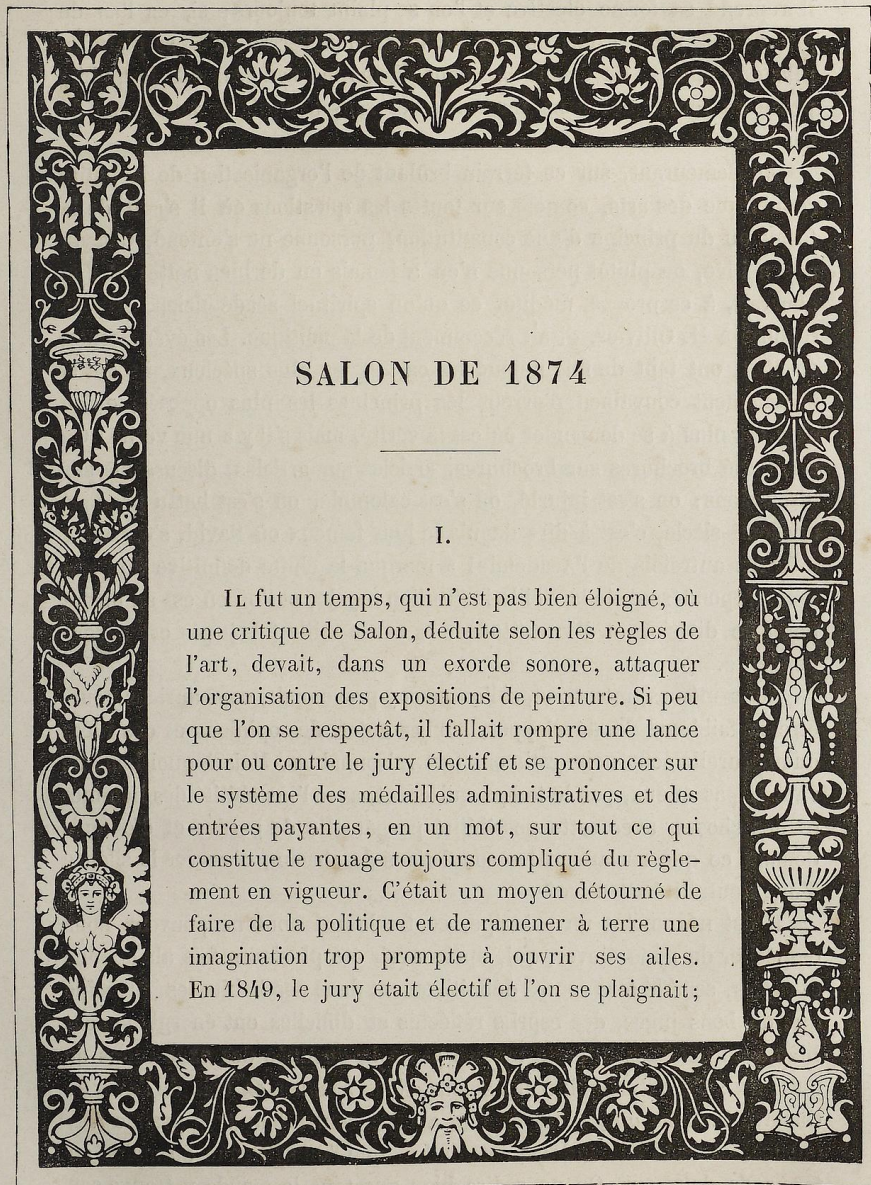 SALON DE 1874
I.
IL fut un temps, qui n'est pas bien éloigné, où
une critique de Salon, déduite selon les règles de
l'art, devait, dans un exorde sonore, attaquer
l'organisation des expositions de peinture. Si peu
que l'on se respectât, il fallait rompre une lance
pour ou contre le jury électif et se prononcer sur
le système des médailles administratives et des
entrées payantes, en un mot, sur tout ce qui
constitue le rouage toujours compliqué du règle-
ment en vigueur. C'était un moyen détourné de
faire de la politique et de ramener à terre une
imagination trop prompte à ouvrir ses ailes.
En 1849, le jury était électif et l'on se plaignait;